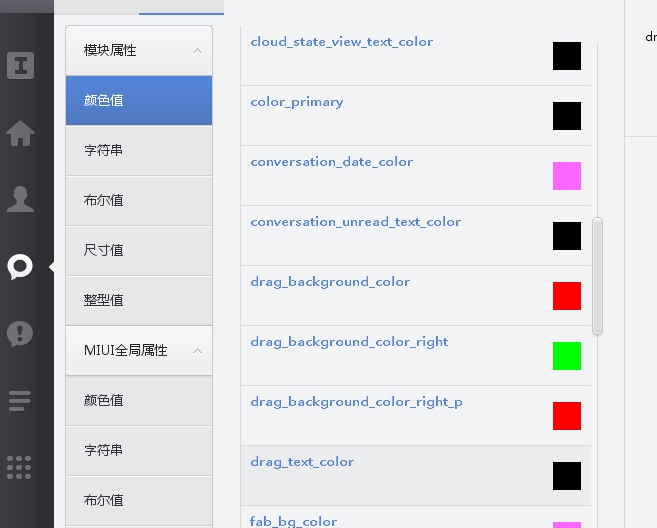 模块属性
颜色值
字符串
布尔值
尺寸值
整型值
MIUI全局属性
颜色值
字符串
布尔值
cloud_state_view_text_color
color_primary
conversation_date_color
conversation_unread_text_color
drag_background_color
drag_background_color_right
drag_background_color_right_p
drag_text_color
fab_bg_color